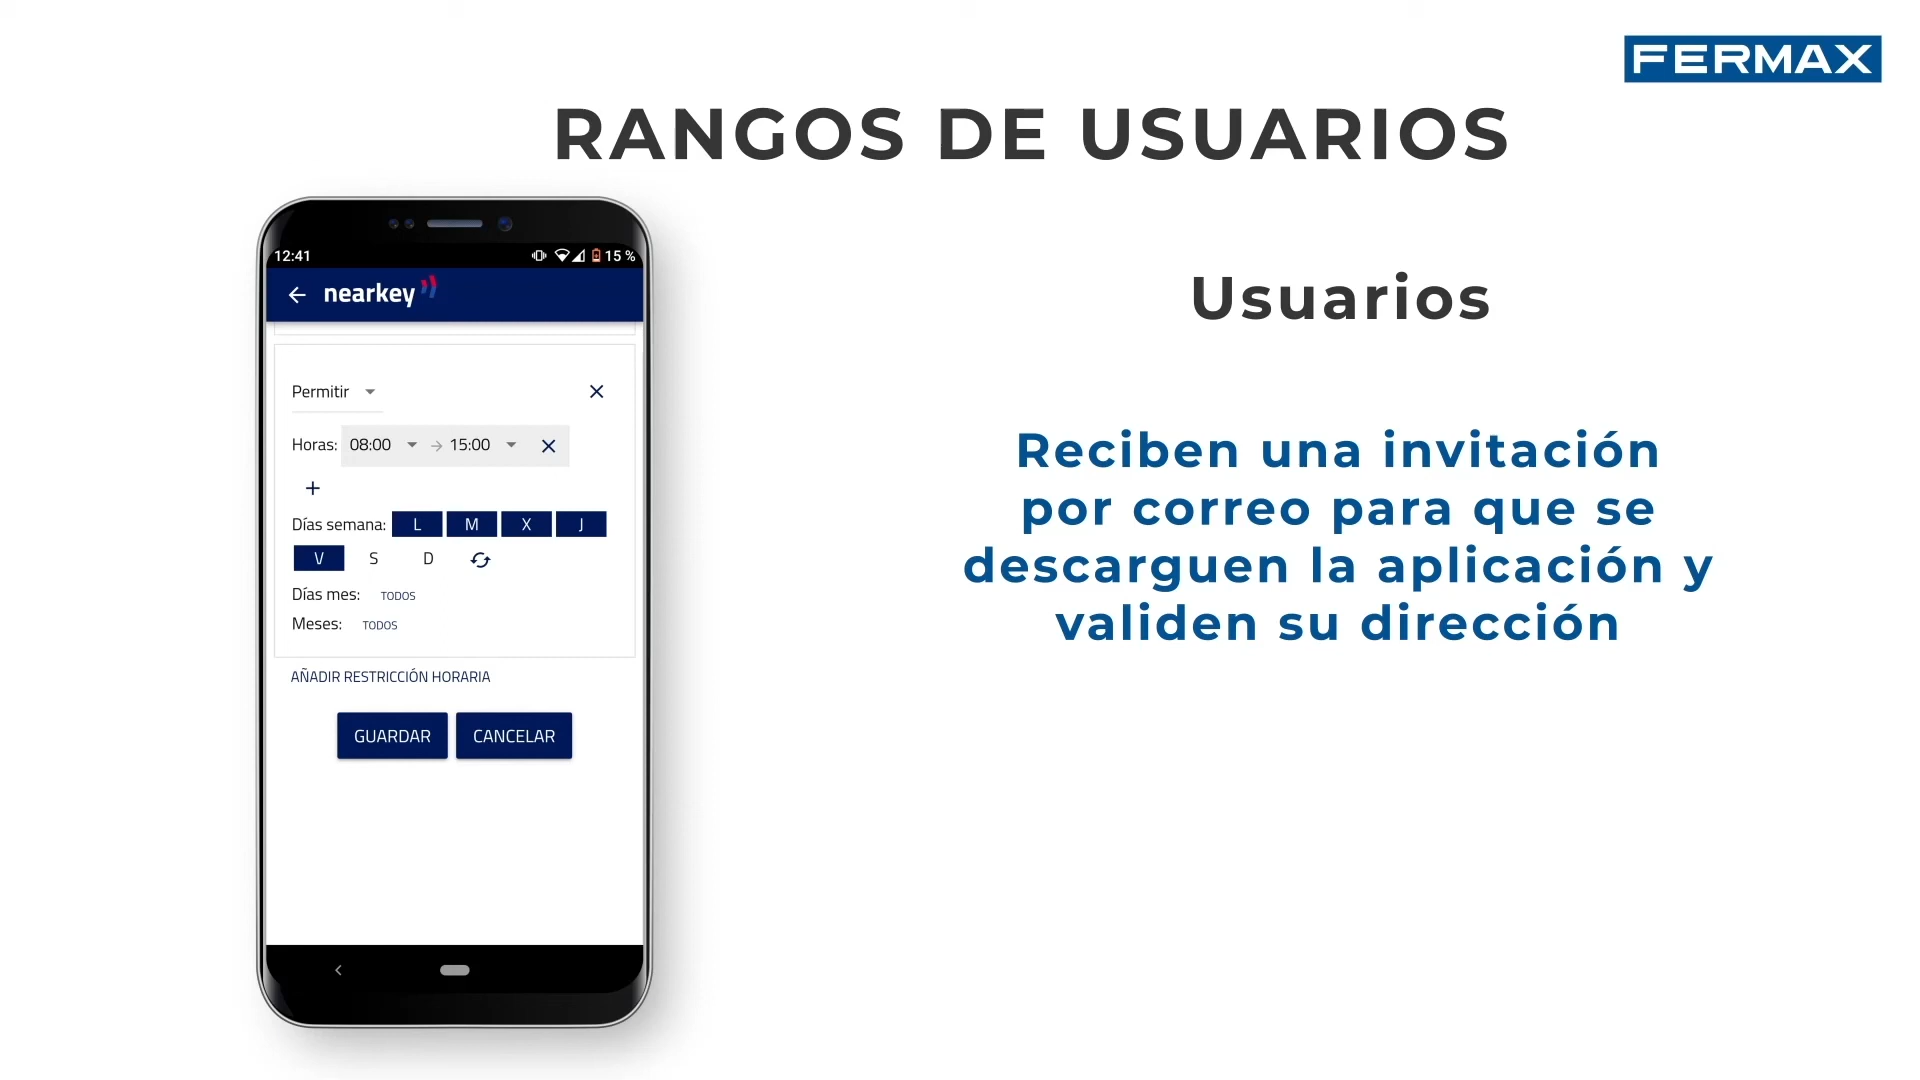 FERMAX
RANGOS DE USUARIOS
12:41 15 %
nearkey
Permitir
Horas: 08:00 → 15:00
+
Días semana: L M X J
V S D
Días mes: TODOS
Meses: TODOS
AÑADIR RESTRICCIÓN HORARIA
GUARDAR CANCELAR
Usuarios
Reciben una invitación
por correo para que se
descarguen la aplicación y
validen su dirección